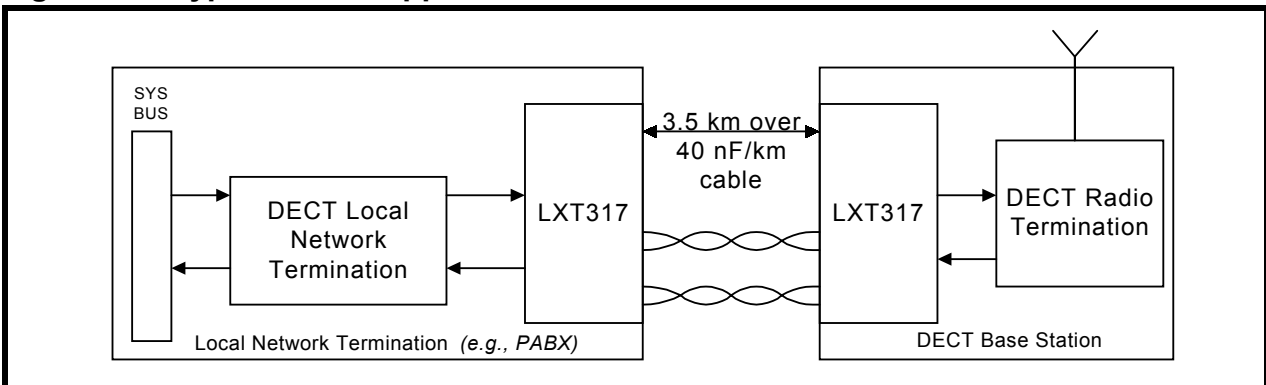 SYS
BUS
DECT Local
Network
Termination
LXT317
3.5 km over
40 nF/km
cable
LXT317
DECT Radio
Termination
Local Network Termination (e.g., PABX)
DECT Base Station